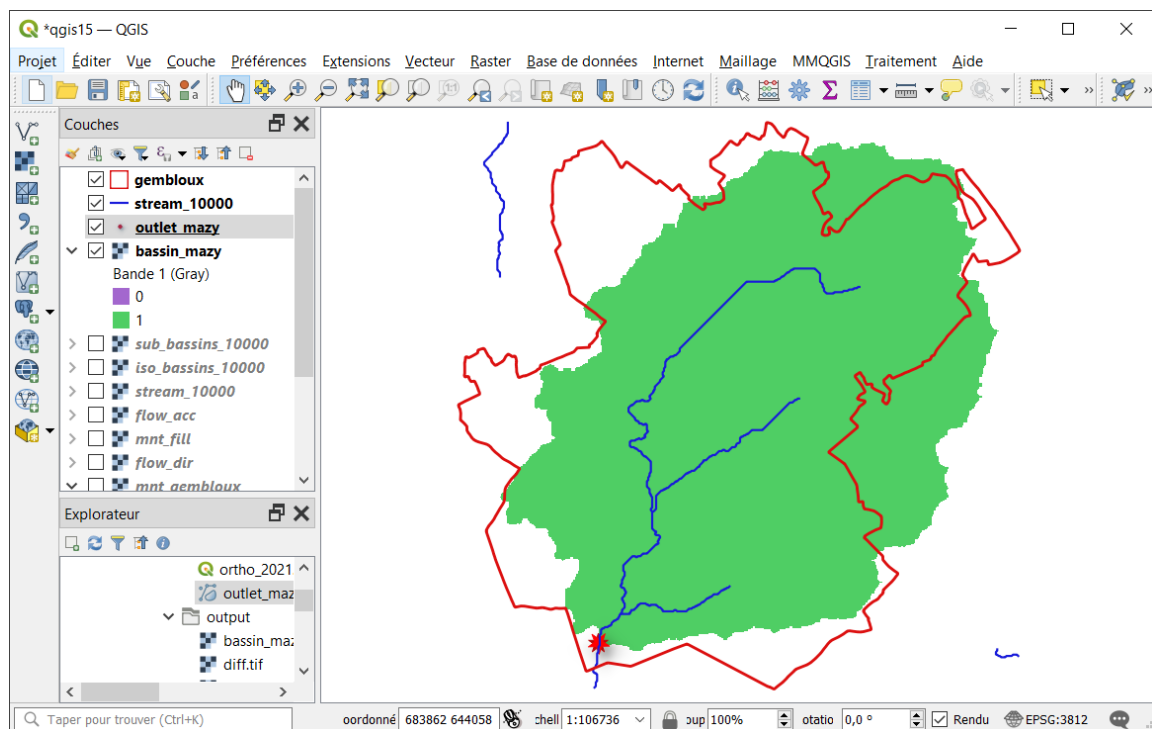 *qgis15 — QGIS
Projet Éditer Vue Couche Préférences Extensions Vecteur Raster Base de données Internet Maillage MMQGIS Traitement Aide
Couches
gembloux
stream_10000
outlet_mazy
bassin_mazy
Bande 1 (Gray)
0
1
sub_bassins_10000
iso_bassins_10000
stream_10000
flow_acc
mnt_fill
flow_dir
mnt_gembloux
Explorateur
ortho_2021
outlet_maz
output
bassin_maz
diff.tif
Taper pour trouver (Ctrl+K) oordonné 683862 644058 chell 1:106736 oup 100% otatio 0,0 ° Rendu EPSG:3812